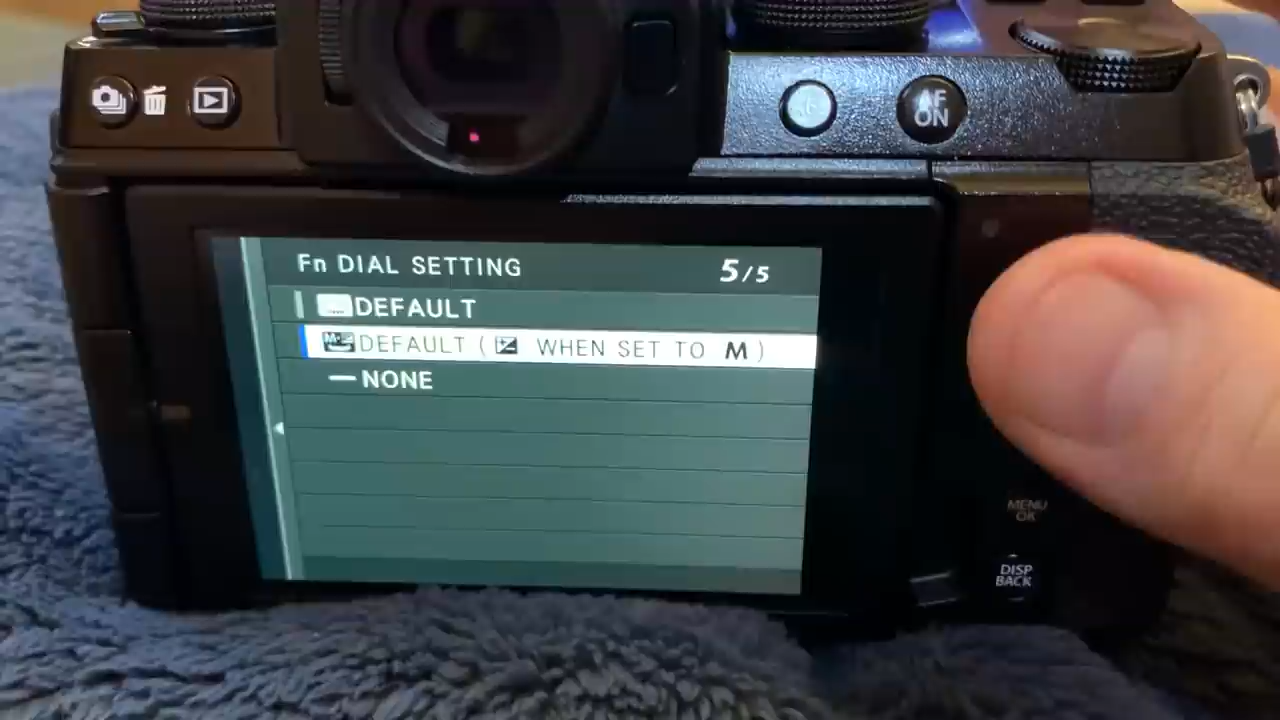 AF
ON
Fn DIAL SETTING 5/5
DEFAULT
DEFAULT ( WHEN SET TO M )
NONE
MENU
OK
DISP
BACK